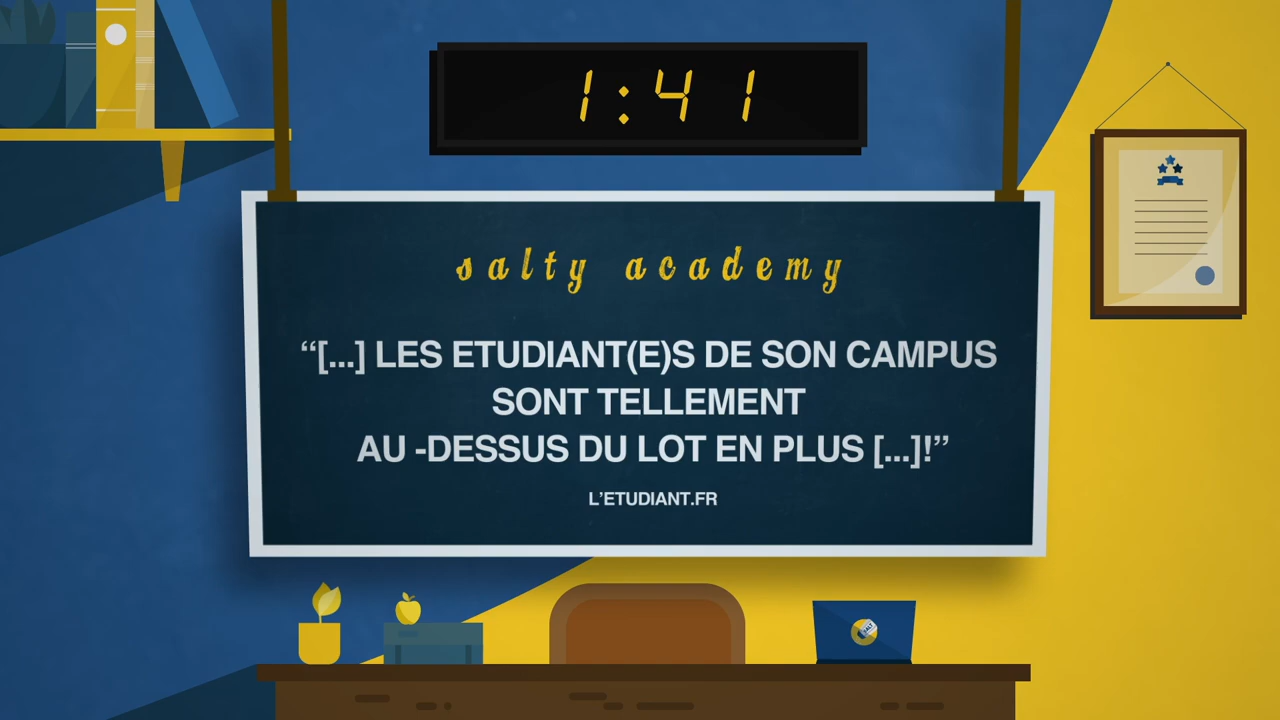 1:41
salty academy
“[...] LES ETUDIANT(E)S DE SON CAMPUS
SONT TELLEMENT
AU -DESSUS DU LOT EN PLUS [...]!”
L’ETUDIANT.FR